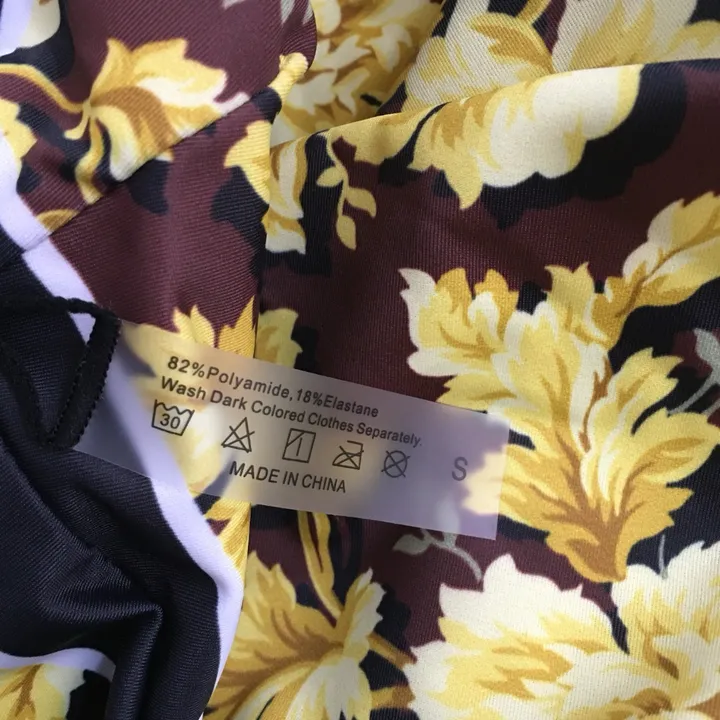 82%Polyamide,18%Elastane
Wash Dark Colored Clothes Separately.
30
S
MADE IN CHINA